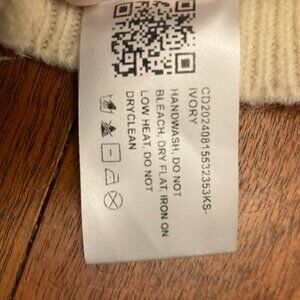 CD20240815532353KS-
IVORY
HANDWASH, DO NOT
BLEACH, DRY FLAT, IRON ON
LOW HEAT, DO NOT
DRYCLEAN